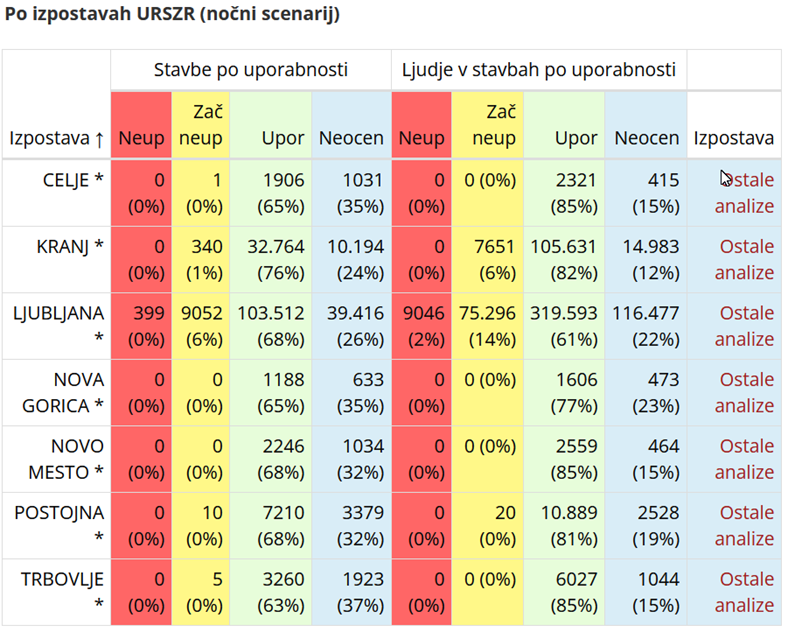 Po izpostavah URSZR (nočni scenarij)
Stavbe po uporabnosti Ljudje v stavbah po uporabnosti
Izpostava ↑ Neup Zač neup Upor Neocen Neup Zač neup Upor Neocen Izpostava
CELJE * 0 1 1906 1031 0 0 (0%) 2321 415 Ostale
(0%) (0%) (65%) (35%) (0%) (85%) (15%) analize
KRANJ * 0 340 32.764 10.194 0 7651 105.631 14.983 Ostale
(0%) (1%) (76%) (24%) (0%) (6%) (82%) (12%) analize
LJUBLJANA 399 9052 103.512 39.416 9046 75.296 319.593 116.477 Ostale
* (0%) (6%) (68%) (26%) (2%) (14%) (61%) (22%) analize
NOVA 0 0 1188 633 0 0 (0%) 1606 473 Ostale
GORICA * (0%) (0%) (65%) (35%) (0%) (77%) (23%) analize
NOVO 0 0 2246 1034 0 0 (0%) 2559 464 Ostale
MESTO * (0%) (0%) (68%) (32%) (0%) (85%) (15%) analize
POSTOJNA 0 10 7210 3379 0 20 10.889 2528 Ostale
* (0%) (0%) (68%) (32%) (0%) (0%) (81%) (19%) analize
TRBOVLJE 0 5 3260 1923 0 0 (0%) 6027 1044 Ostale
* (0%) (0%) (63%) (37%) (0%) (85%) (15%) analize